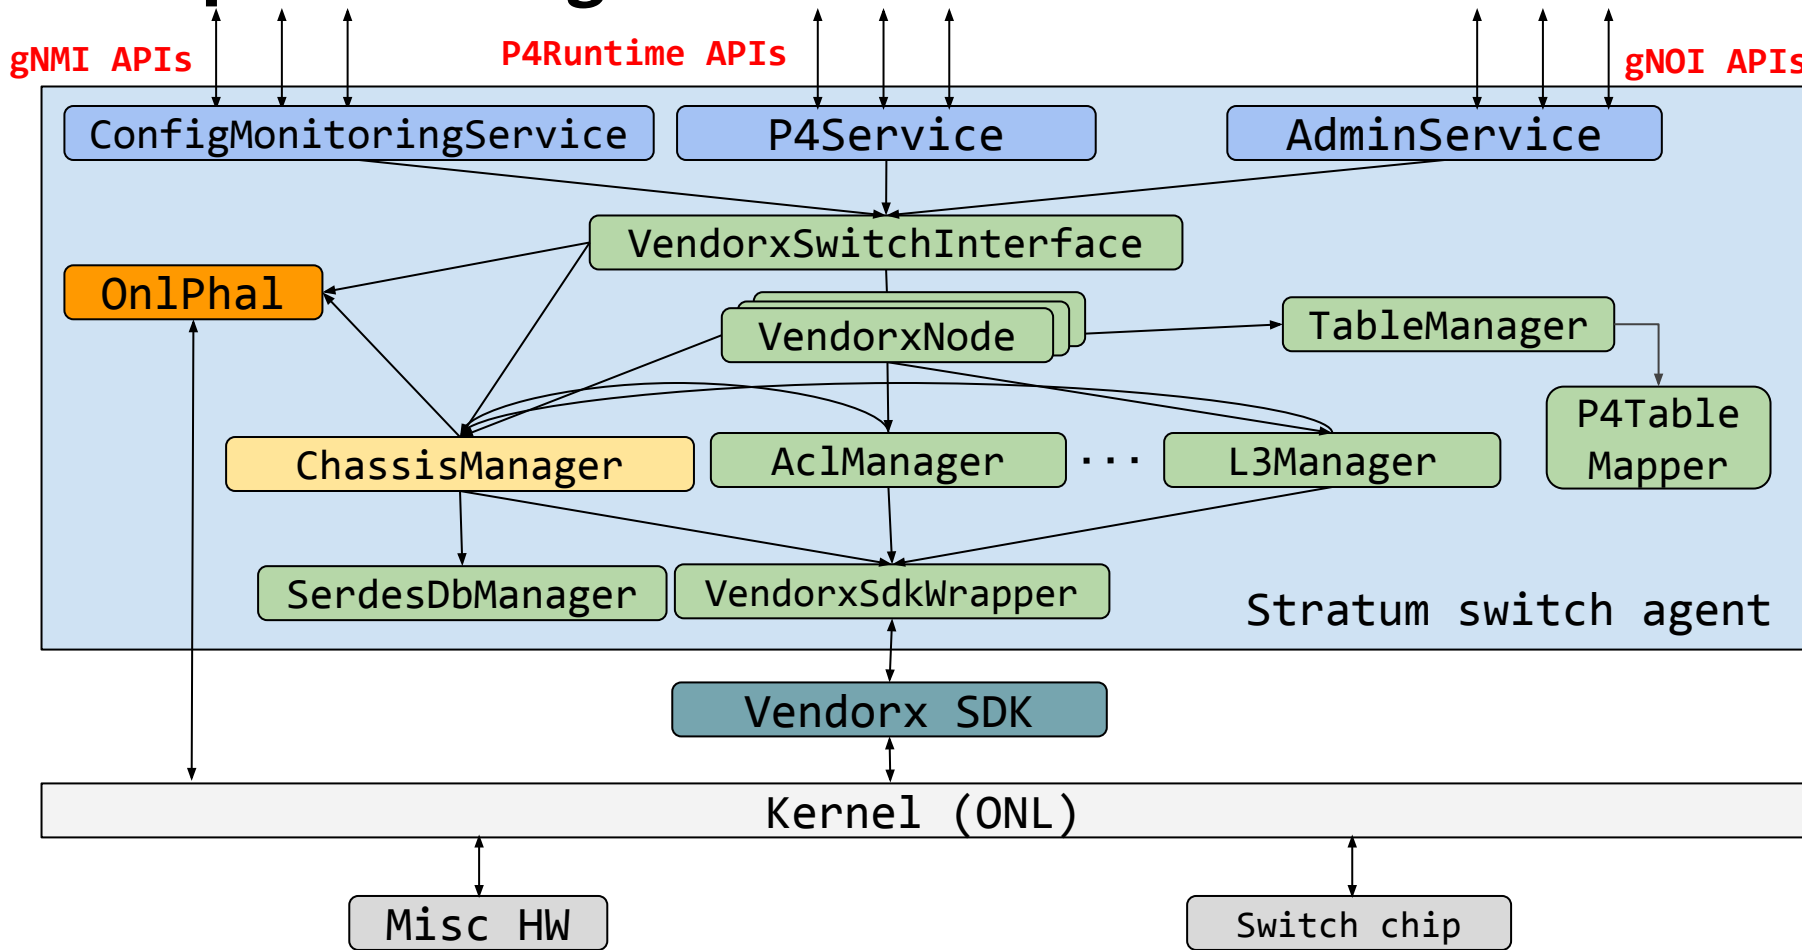 gNMI APIs
P4Runtime APIs
gNOI APIs
ConfigMonitoringService
P4Service
AdminService
VendorxSwitchInterface
OnlPhal
VendorxNode
TableManager
P4Table
Mapper
ChassisManager
AclManager
...
L3Manager
SerdesDbManager
VendorxSdkWrapper
Stratum switch agent
Vendorx SDK
Kernel (ONL)
Misc HW
Switch chip